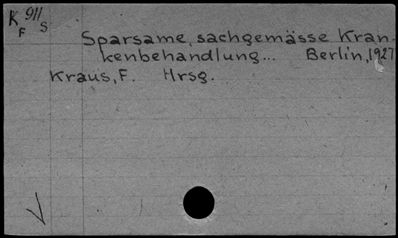 K 911
F S
Sparsame, sachgemässe Kran-
kenbehandlung... Berlin, 1927
Kraus, F. Hrsg.